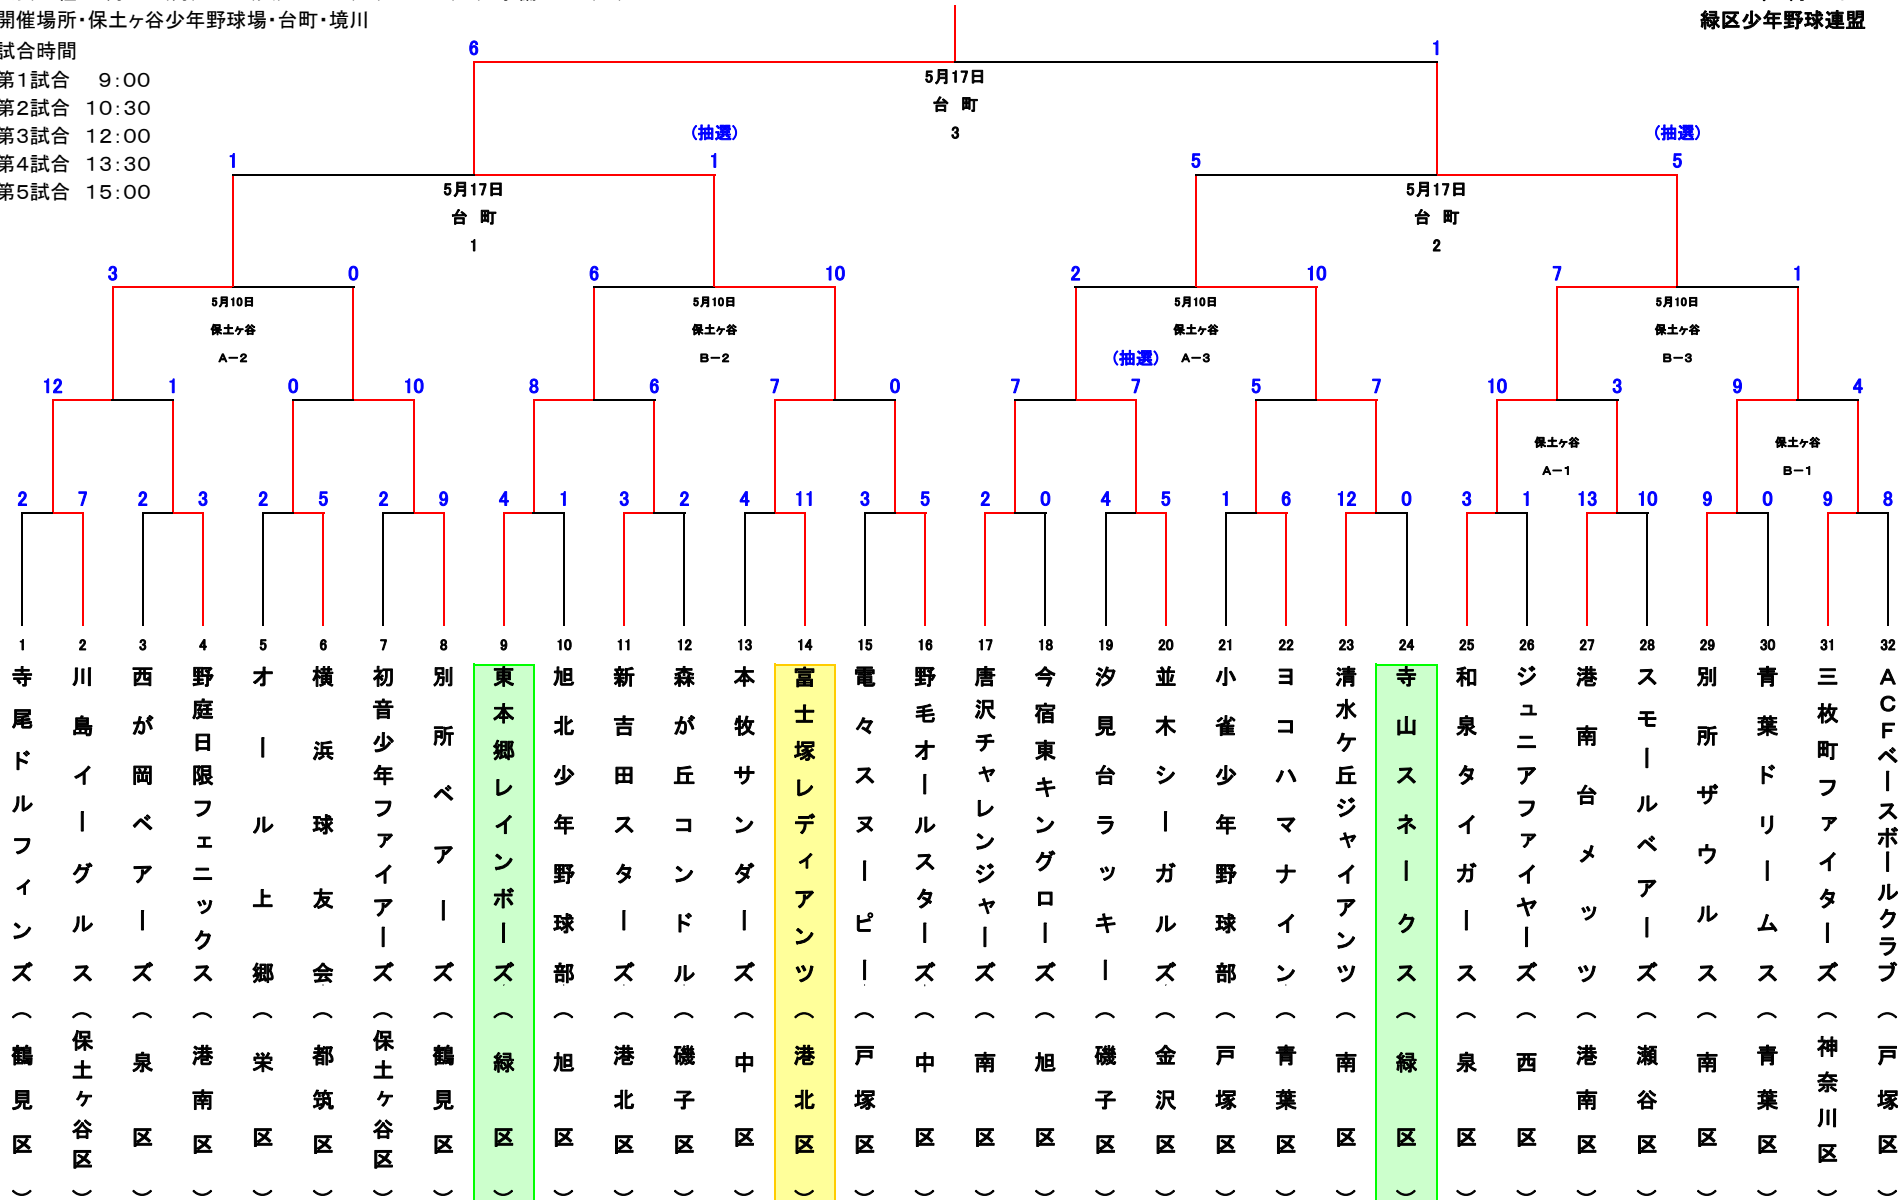 開催場所・保土ヶ谷少年野球場・台町・境川
緑区少年野球連盟
試合時間
第1試合 9:00
第2試合 10:30
第3試合 12:00
第4試合 13:30
第5試合 15:00
6 1
5月17日
台 町
3
(抽選) (抽選)
1 1 5 5
5月17日 5月17日
台 町 台 町
1 2
3 0 6 10 2 10 7 1
5月10日 5月10日 5月10日 5月10日
保土ヶ谷 保土ヶ谷 保土ヶ谷 保土ヶ谷
A-2 B-2 (抽選) A-3 B-3
12 1 0 10 8 6 7 0 7 7 5 7 10 3 9 4
保土ヶ谷 保土ヶ谷
A-1 B-1
2 7 2 3 2 5 2 9 4 1 3 2 4 11 3 5 2 0 4 5 1 6 12 0 3 1 13 10 9 0 9 8
1 寺尾ドルフィンズ(鶴見区)
2 川島イーグルス(保土ヶ谷区)
3 西が岡ベアーズ(泉区)
4 野庭日限フェニックス(港南区)
5 オール上郷(栄区)
6 横浜球友会(都筑区)
7 初音少年ファイアーズ(保土ヶ谷区)
8 別所ベアーズ(鶴見区)
9 東本郷レインボーズ(緑区)
10 旭北少年野球部(旭区)
11 新吉田スターズ(港北区)
12 森が丘コンドル(磯子区)
13 本牧サンダーズ(中区)
14 富士塚レディアンツ(港北区)
15 電々スヌーピー(戸塚区)
16 野毛オールスターズ(中区)
17 唐沢チャレンジャーズ(南区)
18 今宿東キングローズ(旭区)
19 汐見台ラッキー(磯子区)
20 並木シーガルズ(金沢区)
21 小雀少年野球部(戸塚区)
22 ヨコハマナイン(青葉区)
23 清水ケ丘ジャイアンツ(南区)
24 寺山スネークス(緑区)
25 和泉タイガース(泉区)
26 ジュニアファイヤーズ(西区)
27 港南台メッツ(港南区)
28 スモールベアーズ(瀬谷区)
29 別所ザウルス(南区)
30 青葉ドリームス(青葉区)
31 三枚町ファイターズ(神奈川区)
32 ACFベースボールクラブ(戸塚区)